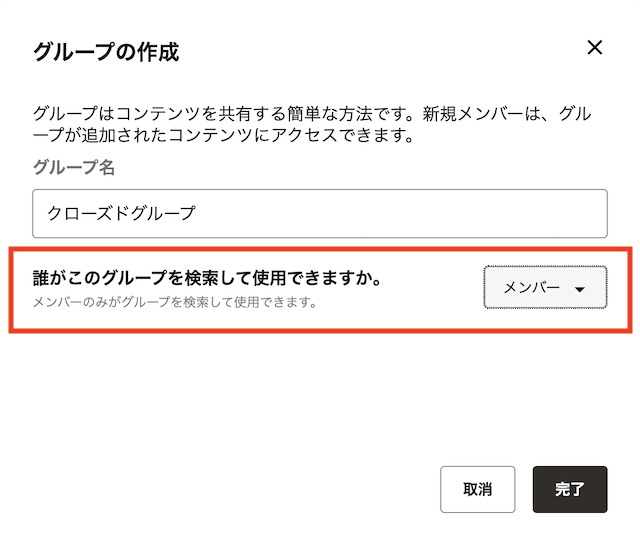 グループの作成
グループはコンテンツを共有する簡単な方法です。新規メンバーは、グル
ープが追加されたコンテンツにアクセスできます。
グループ名
クローズドグループ
誰がこのグループを検索して使用できますか。
メンバー
メンバーのみがグループを検索して使用できます。
取消
完了